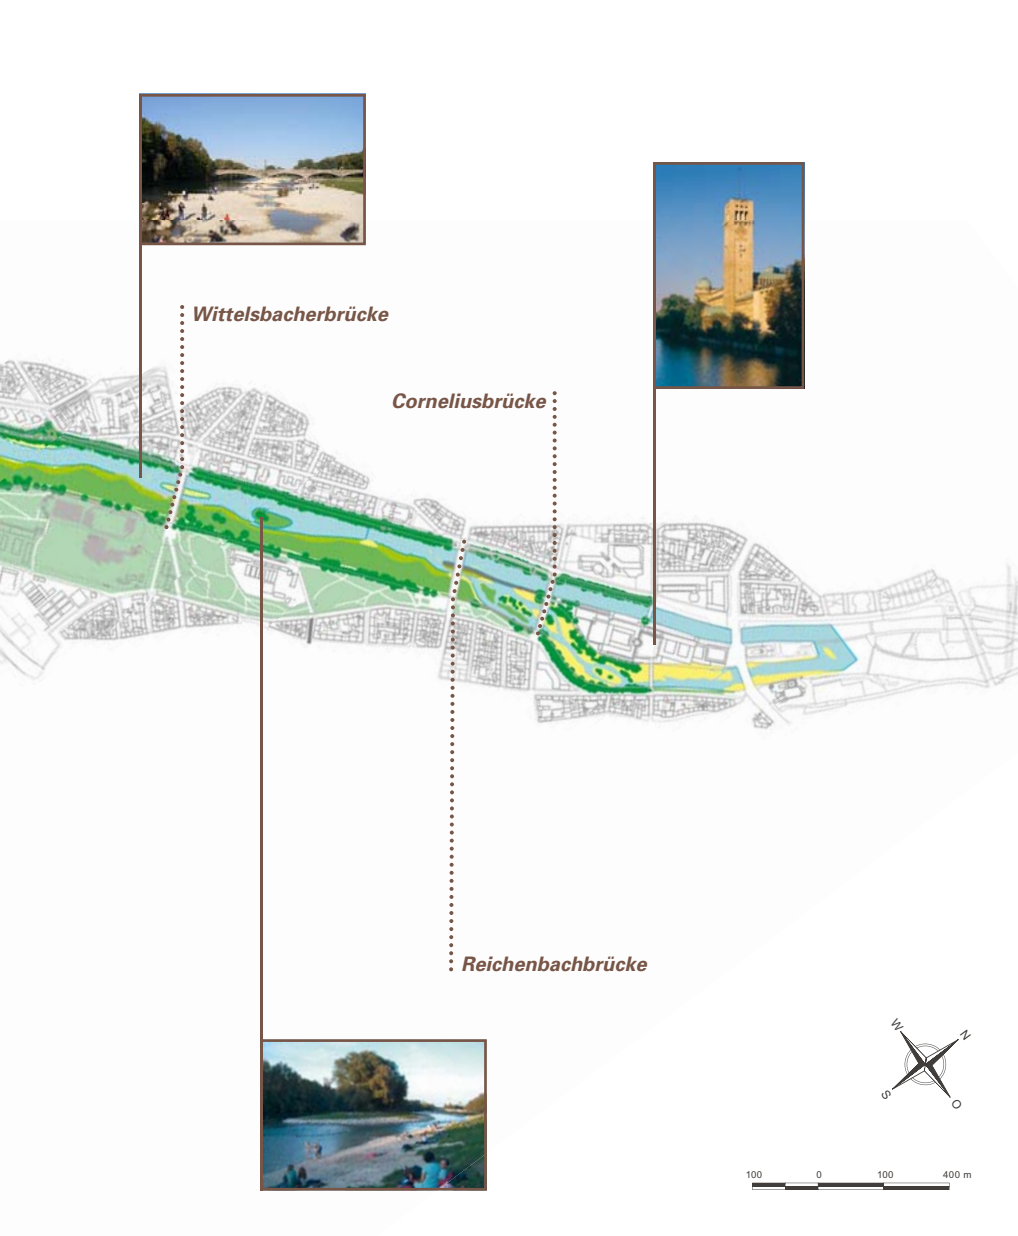 Wittelsbacherbrücke
Corneliusbrücke
Reichenbachbrücke
W
N
S
O
100 0 100 400 m